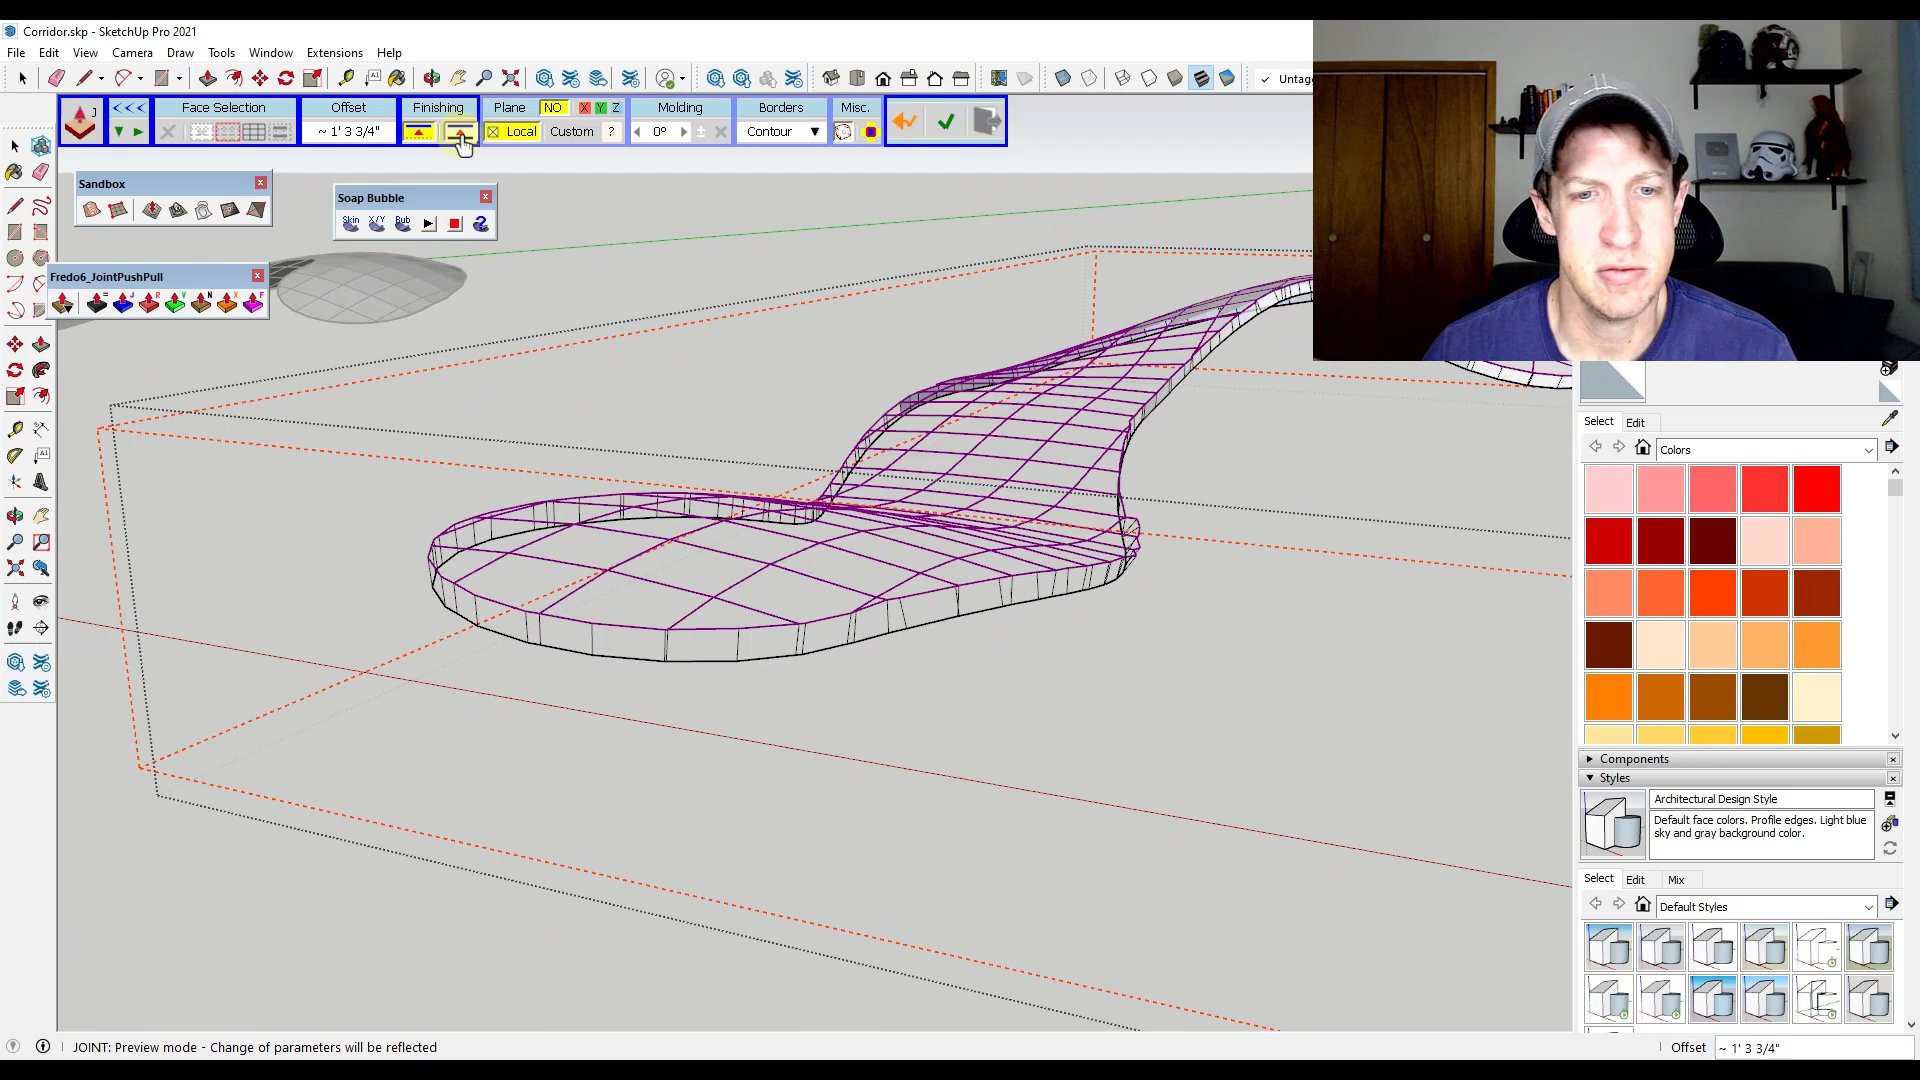 Corridor.skp - SketchUp Pro 2021
File Edit View Camera Draw Tools Window Extensions Help
Untag
J <<< Face Selection Offset Finishing Plane NO X Y Z Molding Borders Misc.
~ 1' 3 3/4" Local Custom ? 0° Contour
Sandbox
Soap Bubble
Skin X/Y Bub
Fredo6_JointPushPull
Select Edit
Colors
Components
Styles
Architectural Design Style
Default face colors. Profile edges. Light blue
sky and gray background color.
Select Edit Mix
Default Styles
JOINT: Preview mode - Change of parameters will be reflected
Offset ~ 1' 3 3/4"